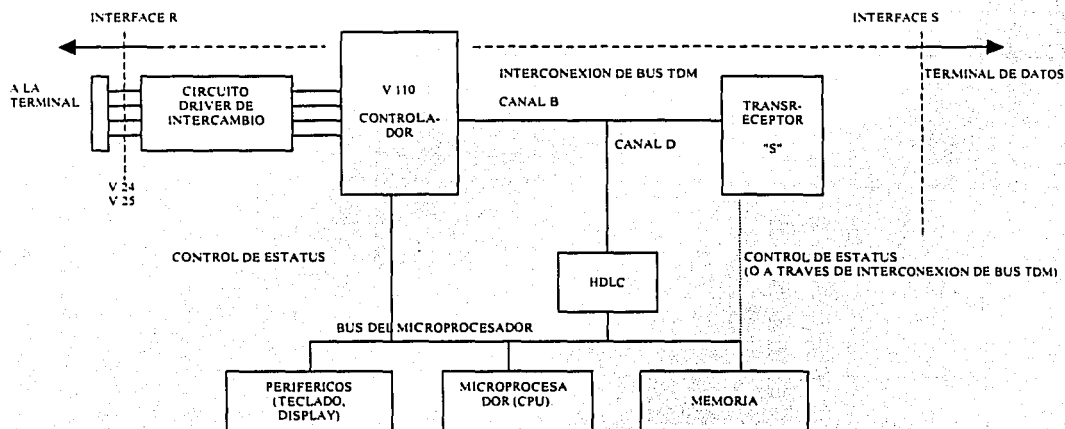 INTERFACE R
INTERFACE S
A LA
TERMINAL
CIRCUITO
DRIVER DE
INTERCAMBIO
V 24
V 25
V 110
CONTROLA-
DOR
INTERCONEXION DE BUS TDM
CANAL B
CANAL D
TRANSR-
ECEPTOR
"S"
TERMINAL DE DATOS
CONTROL DE ESTATUS
HDLC
CONTROL DE ESTATUS
(O A TRAVES DE INTERCONEXION DE BUS TDM)
BUS DEL MICROPROCESADOR
PERIFERICOS
(TECLADO,
DISPLAY)
MICROPROCESA
DOR (CPU)
MEMORIA